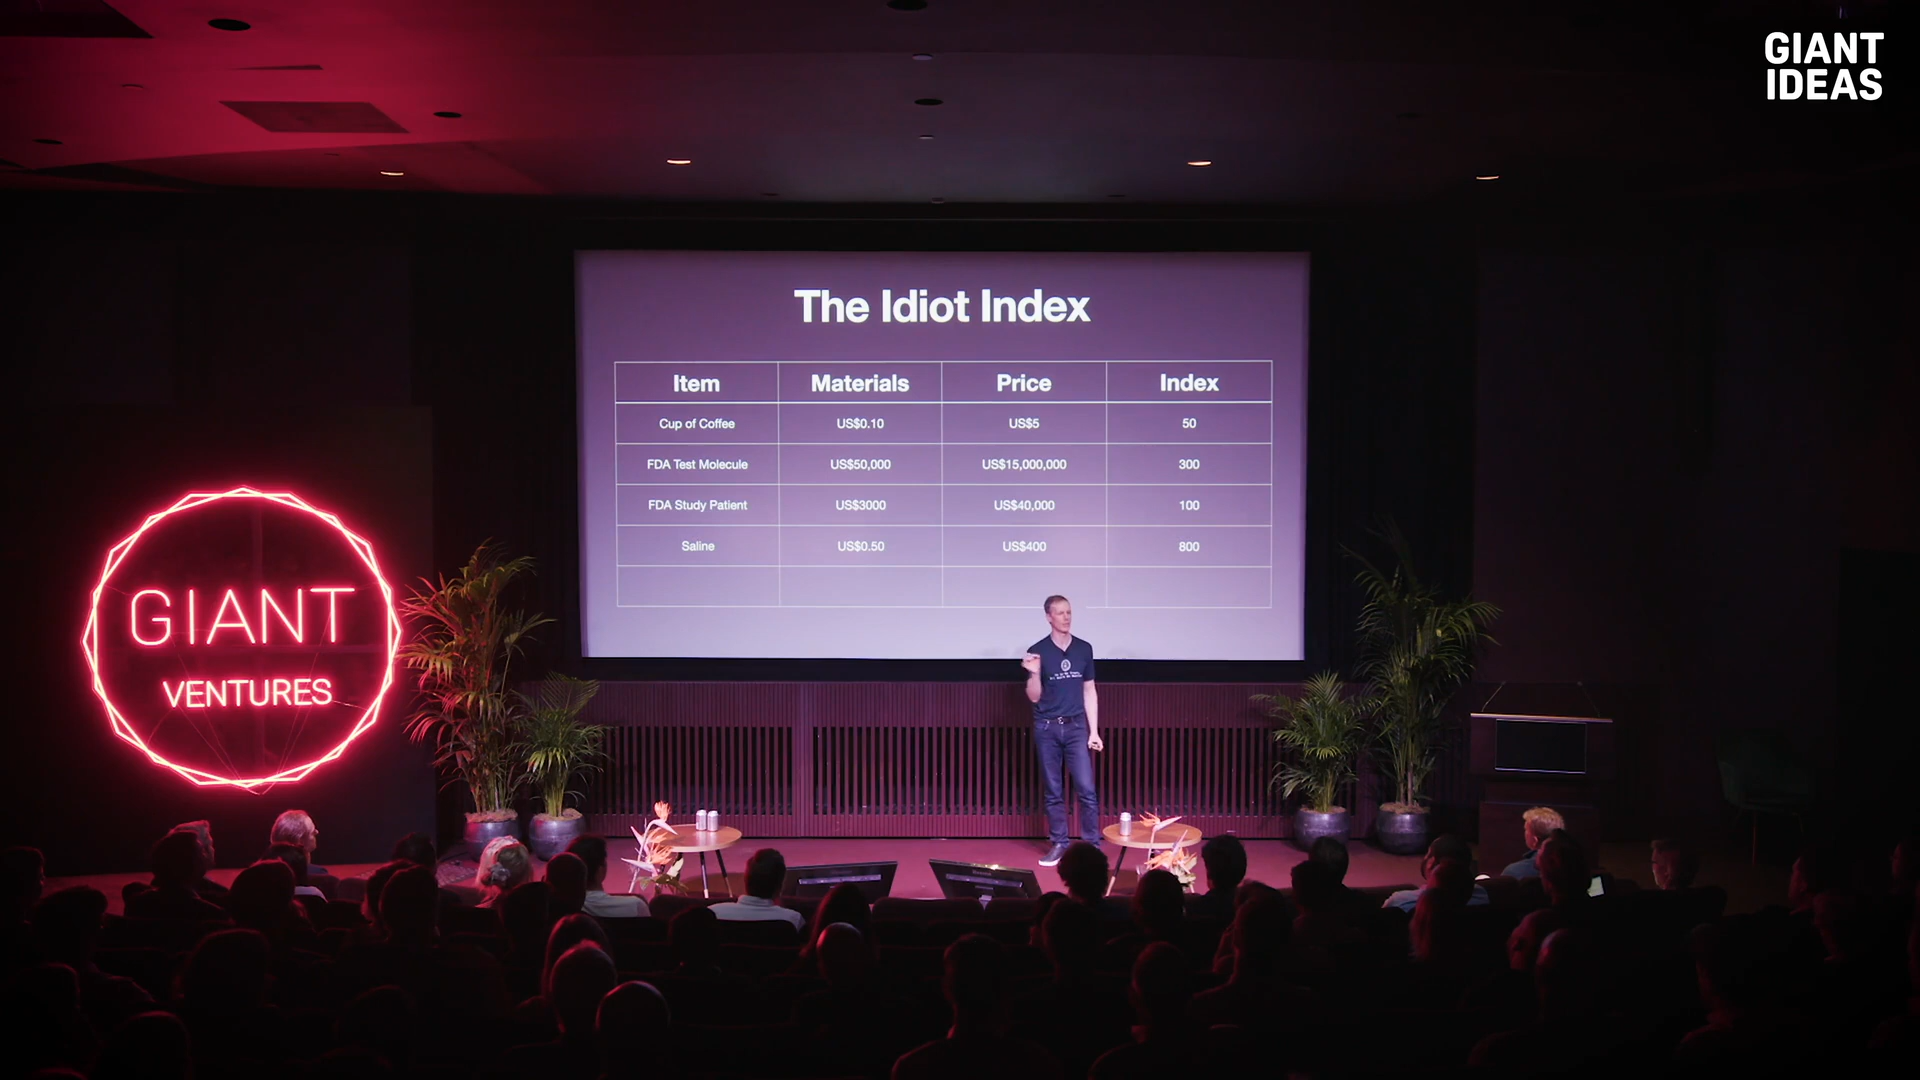 GIANT
IDEAS
The Idiot Index
Item Materials Price Index
Cup of Coffee US$0.10 US$5 50
FDA Test Molecule US$50,000 US$15,000,000 300
FDA Study Patient US$3000 US$40,000 100
Saline US$0.50 US$400 800
GIANT
VENTURES